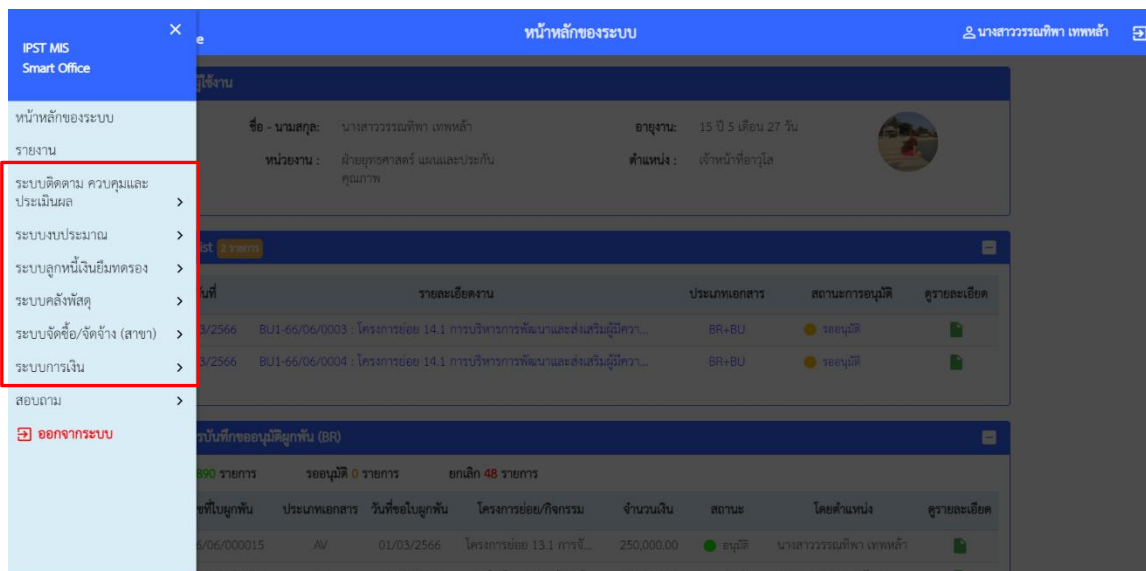 IPST MIS
Smart Office
หน้าหลักของระบบ
นางสาววรรณทิพา เทพหล้า
หน้าหลักของระบบ
รายงาน
ระบบติดตาม ควบคุมและ
ประเมินผล
ระบบงบประมาณ
ระบบลูกหนี้เงินยืมทดรอง
ระบบคลังพัสดุ
ระบบจัดซื้อ/จัดจ้าง (สาขา)
ระบบการเงิน
สอบถาม
ออกจากระบบ
ผู้ใช้งาน
ชื่อ - นามสกุล: นางสาววรรณทิพา เทพหล้า อายุงาน: 15 ปี 5 เดือน 27 วัน
หน่วยงาน : ฝ่ายยุทธศาสตร์ แผนและประกัน ตำแหน่ง : เจ้าหน้าที่อาวุโส
คุณภาพ
ist 2 รายการ
รายละเอียดงาน ประเภทเอกสาร สถานะการอนุมัติ ดูรายละเอียด
3/2566 BU1-66/06/0003 : โครงการย่อย 14.1 การบริหารการพัฒนาและส่งเสริมผู้มีควา... BR+BU รออนุมัติ
3/2566 BU1-66/06/0004 : โครงการย่อย 14.1 การบริหารการพัฒนาและส่งเสริมผู้มีควา... BR+BU รออนุมัติ
รบันทึกขออนุมัติผูกพัน (BR)
890 รายการ รออนุมัติ 0 รายการ ยกเลิก 48 รายการ
ขที่ใบผูกพัน ประเภทเอกสาร วันที่ขอใบผูกพัน โครงการย่อย/กิจกรรม จำนวนเงิน สถานะ โดยตำแหน่ง ดูรายละเอียด
6/06/000015 AV 01/03/2566 โครงการย่อย 13.1 การจั... 250,000.00 อนุมัติ นางสาววรรณทิพา เทพหล้า